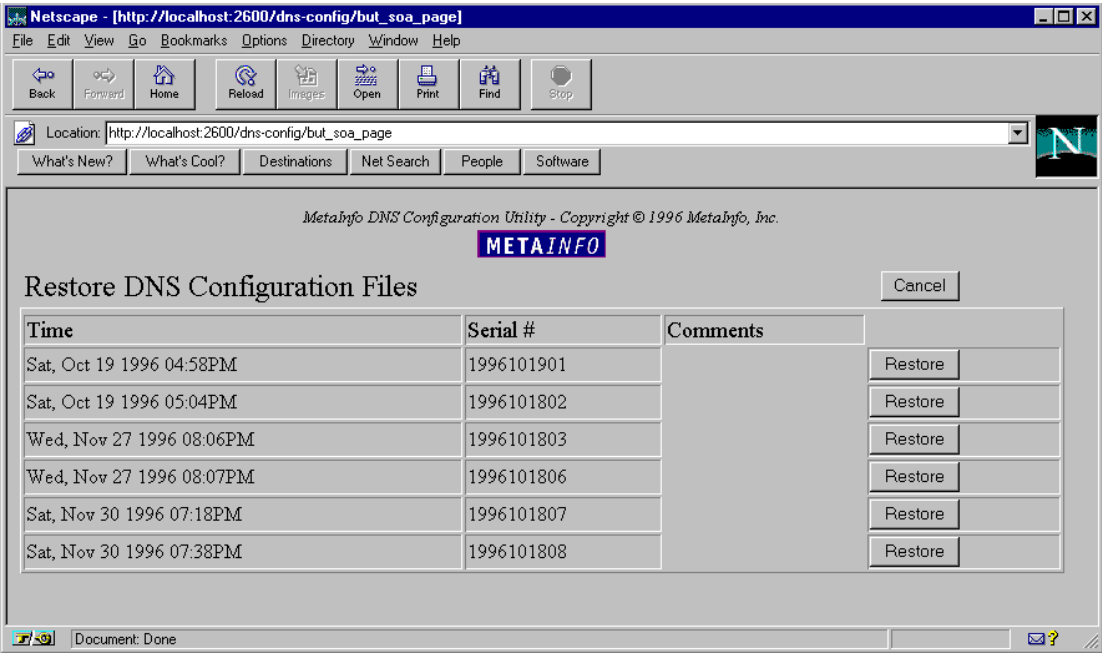 Netscape - [http://localhost:2600/dns-config/but_soa_page]
File Edit View Go Bookmarks Options Directory Window Help
Back Forward Home Reload Images Open Print Find Stop
Location: http://localhost:2600/dns-config/but_soa_page
N
What's New? What's Cool? Destinations Net Search People Software
MetaInfo DNS Configuration Utility - Copyright © 1996 MetaInfo, Inc.
METAINFO
Restore DNS Configuration Files Cancel
Time Serial # Comments
Sat, Oct 19 1996 04:58PM 1996101901 Restore
Sat, Oct 19 1996 05:04PM 1996101802 Restore
Wed, Nov 27 1996 08:06PM 1996101803 Restore
Wed, Nov 27 1996 08:07PM 1996101806 Restore
Sat, Nov 30 1996 07:18PM 1996101807 Restore
Sat, Nov 30 1996 07:38PM 1996101808 Restore
Document: Done ?